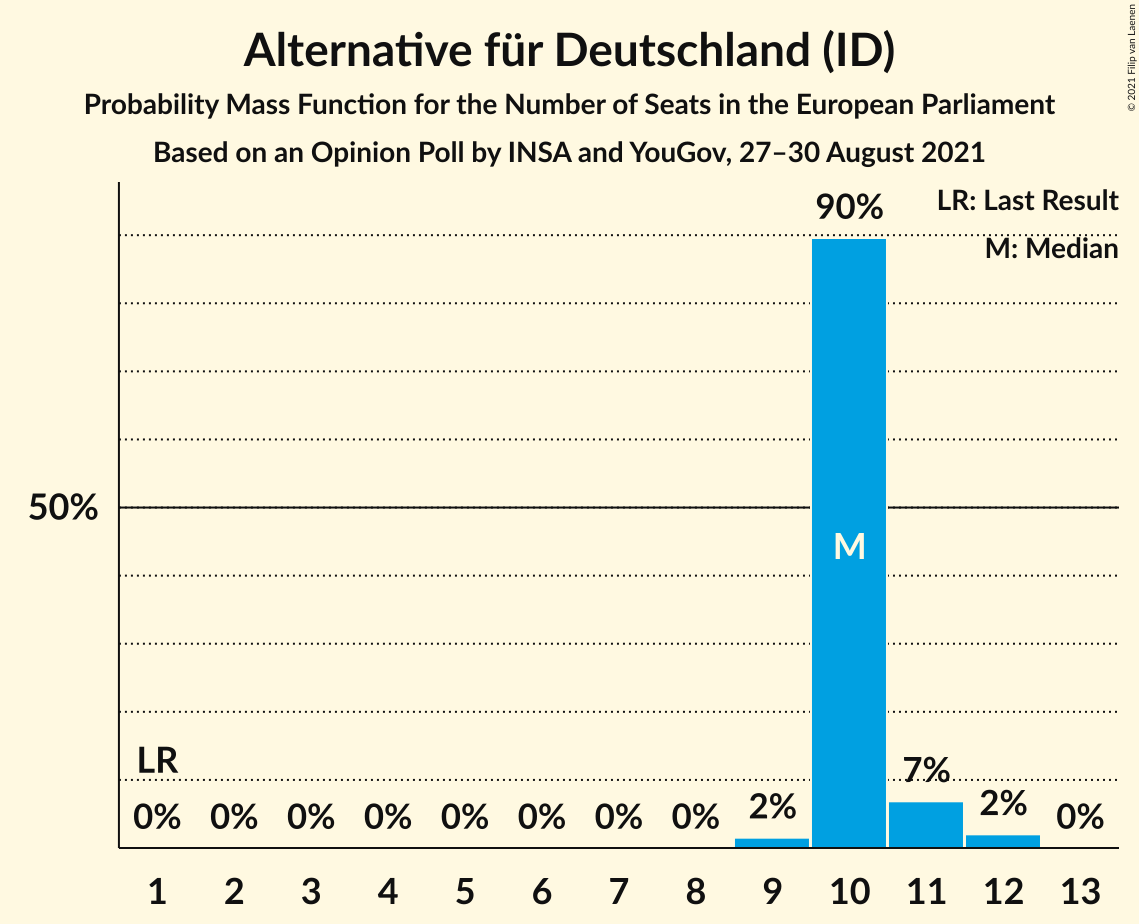 Alternative für Deutschland (ID)
Probability Mass Function for the Number of Seats in the European Parliament
Based on an Opinion Poll by INSA and YouGov, 27–30 August 2021
© 2021 Filip van Laenen
LR: Last Result
M: Median
90%
50%
M
LR
7%
0% 0% 0% 0% 0% 0% 0% 0% 2% 2% 0%
1 2 3 4 5 6 7 8 9 10 11 12 13